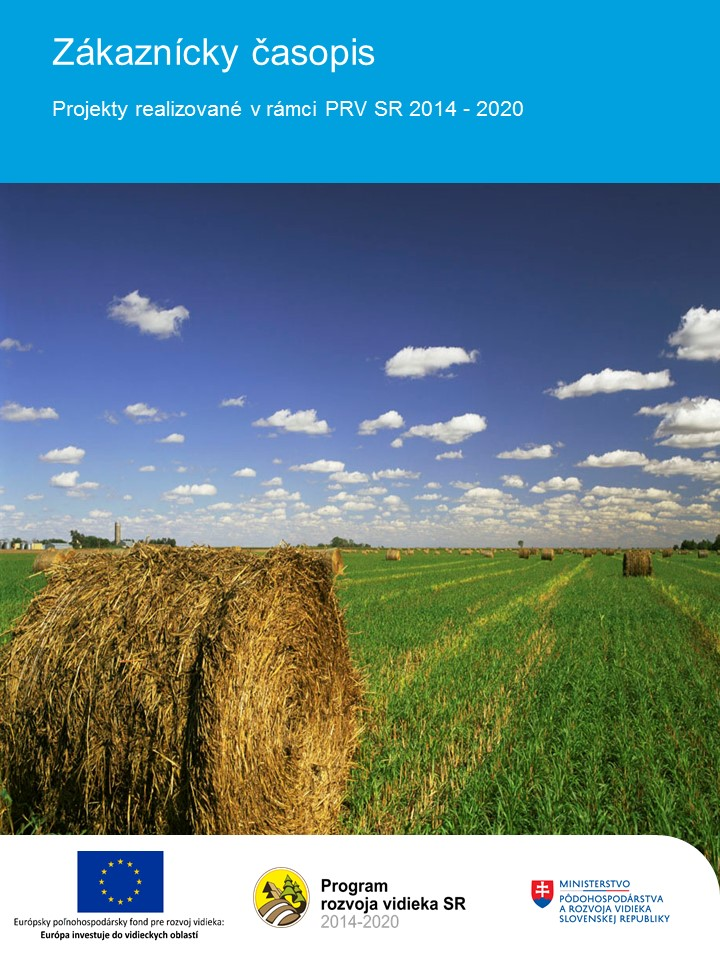 Zákaznícky časopis
Projekty realizované v rámci PRV SR 2014 - 2020
Európsky poľnohospodársky fond pre rozvoj vidieka:
Európa investuje do vidieckych oblastí
Program
rozvoja vidieka SR
2014-2020
MINISTERSTVO
PÔDOHOSPODÁRSTVA
A ROZVOJA VIDIEKA
SLOVENSKEJ REPUBLIKY